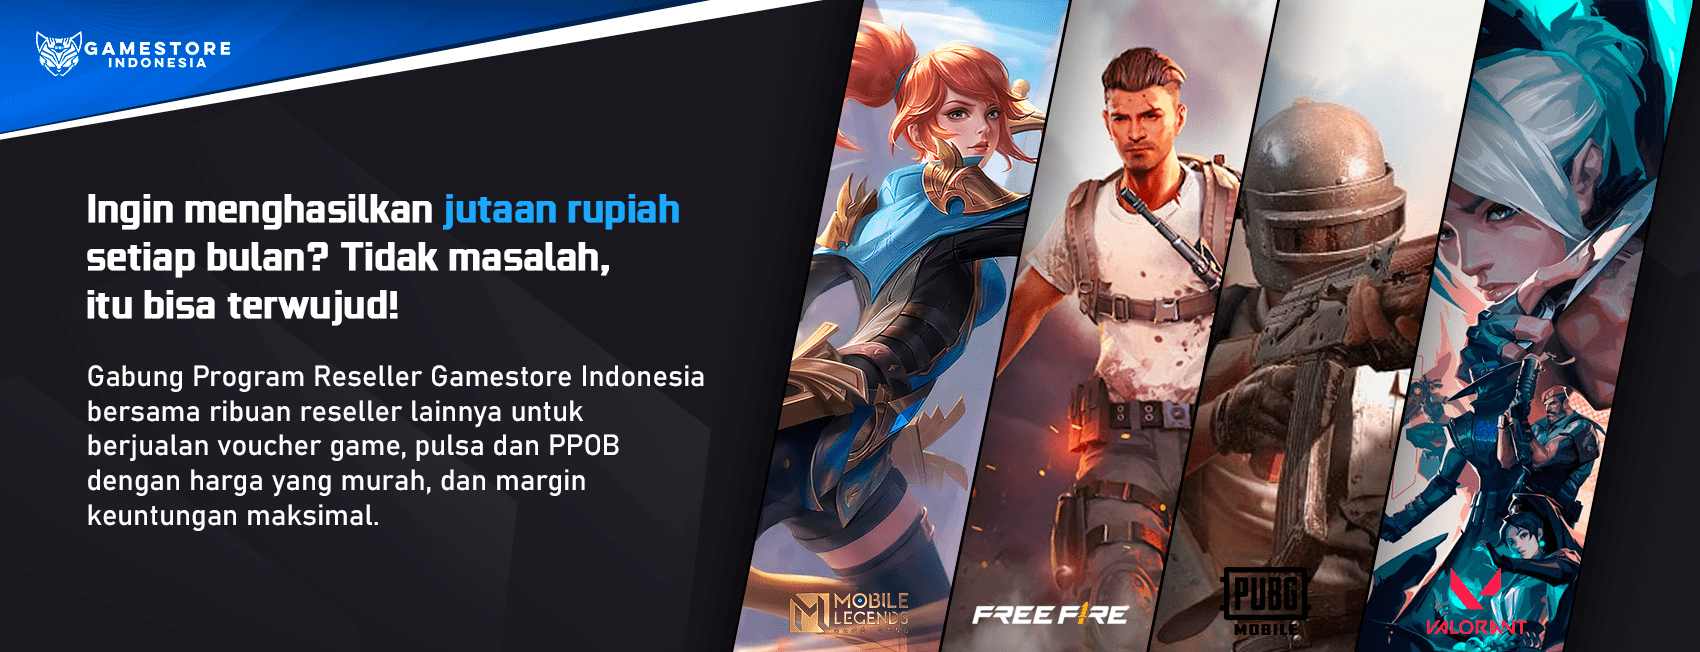 GAMESTORE
INDONESIA
Ingin menghasilkan jutaan rupiah
setiap bulan? Tidak masalah,
itu bisa terwujud!
Gabung Program Reseller Gamestore Indonesia
bersama ribuan reseller lainnya untuk
berjualan voucher game, pulsa dan PPOB
dengan harga yang murah, dan margin
keuntungan maksimal.
MOBILE
LEGENDS
BANG BANG
FREE FIRE
PUBG
MOBILE
VALORANT